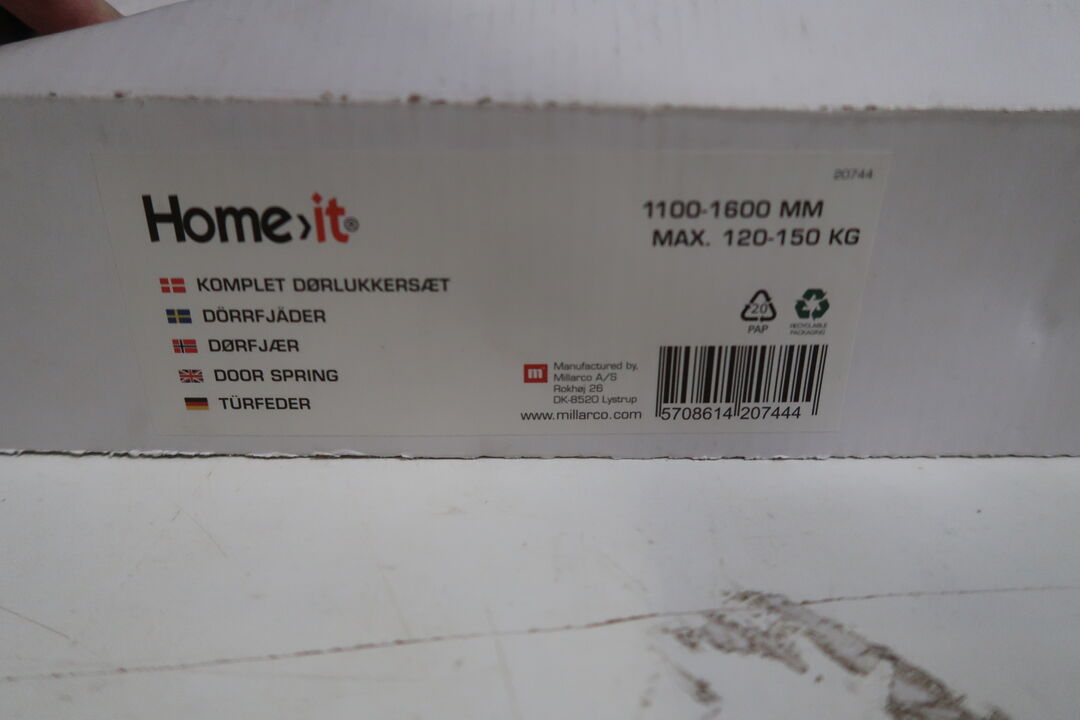 20744
Home›it®
1100-1600 MM
MAX. 120-150 KG
KOMPLET DØRLUKKERSÆT
DÖRRFJÄDER
DØRFJÆR
DOOR SPRING
TÜRFEDER
20
PAP
RECYCLABLE
PACKAGING
m
Manufactured by,
Millarco A/S
Rokhøj 26
DK-8520 Lystrup
www.millarco.com
5708614 207444